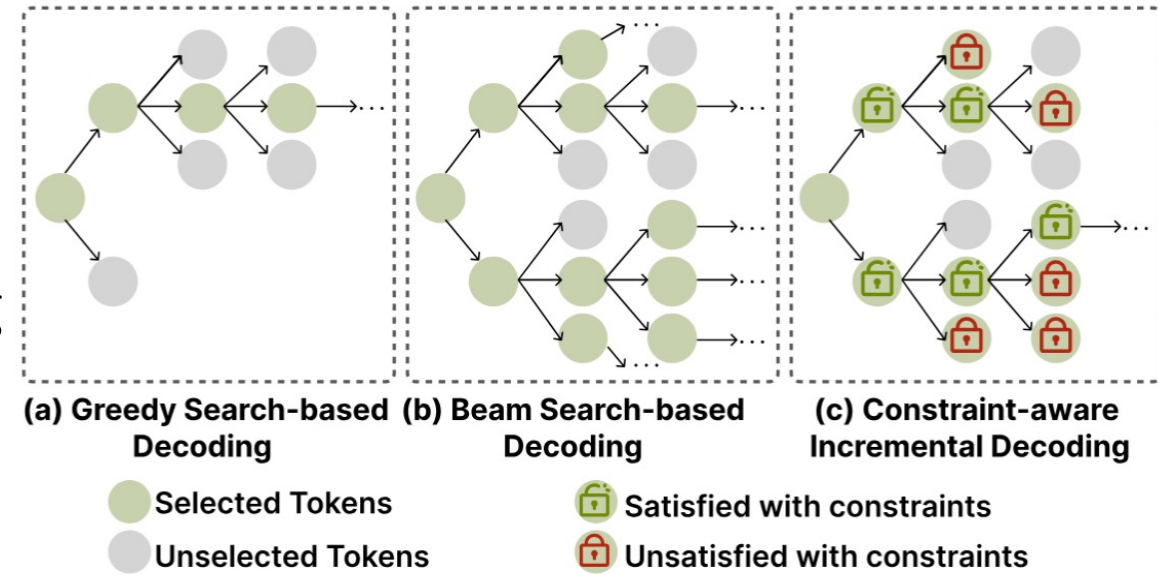 (a) Greedy Search-based
Decoding
(b) Beam Search-based
Decoding
(c) Constraint-aware
Incremental Decoding
Selected Tokens
Satisfied with constraints
Unselected Tokens
Unsatisfied with constraints